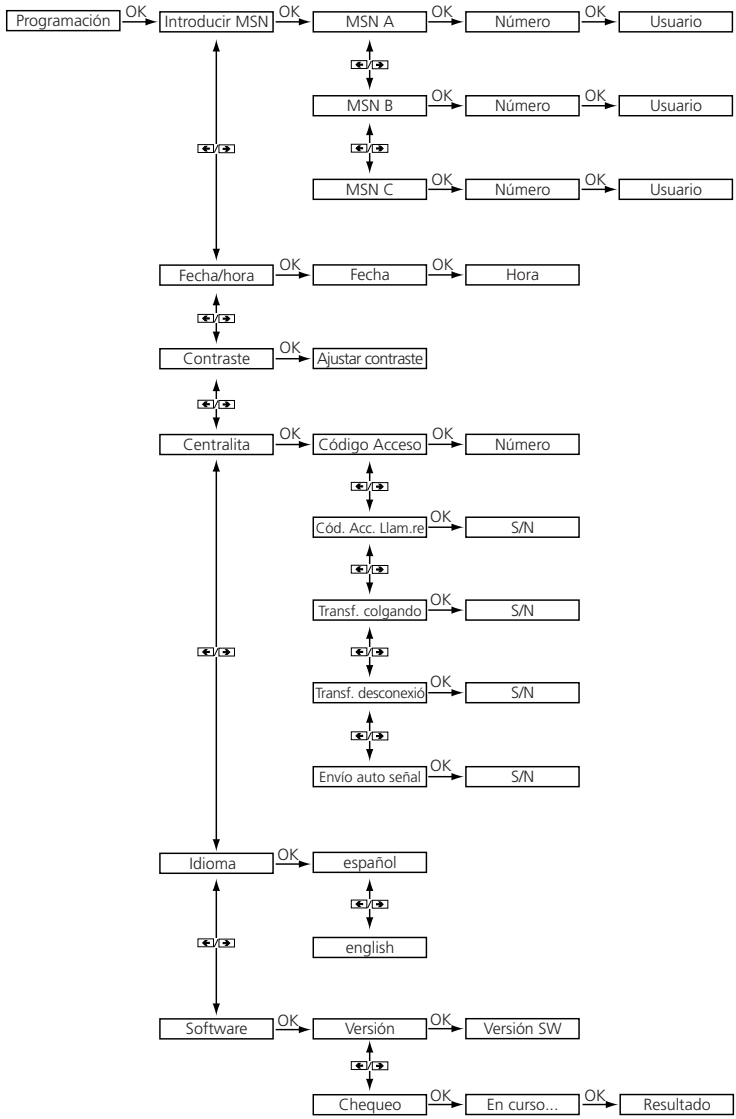 Programación OK Introducir MSN OK MSN A OK Número OK Usuario
MSN B OK Número OK Usuario
MSN C OK Número OK Usuario
Fecha/hora OK Fecha OK Hora
Contraste OK Ajustar contraste
Centralita OK Código Acceso OK Número
Cód. Acc. Llam.re OK S/N
Transf. colgando OK S/N
Transf. desconexió OK S/N
Envío auto señal OK S/N
Idioma OK español
english
Software OK Versión OK Versión SW
Chequeo OK En curso... OK Resultado